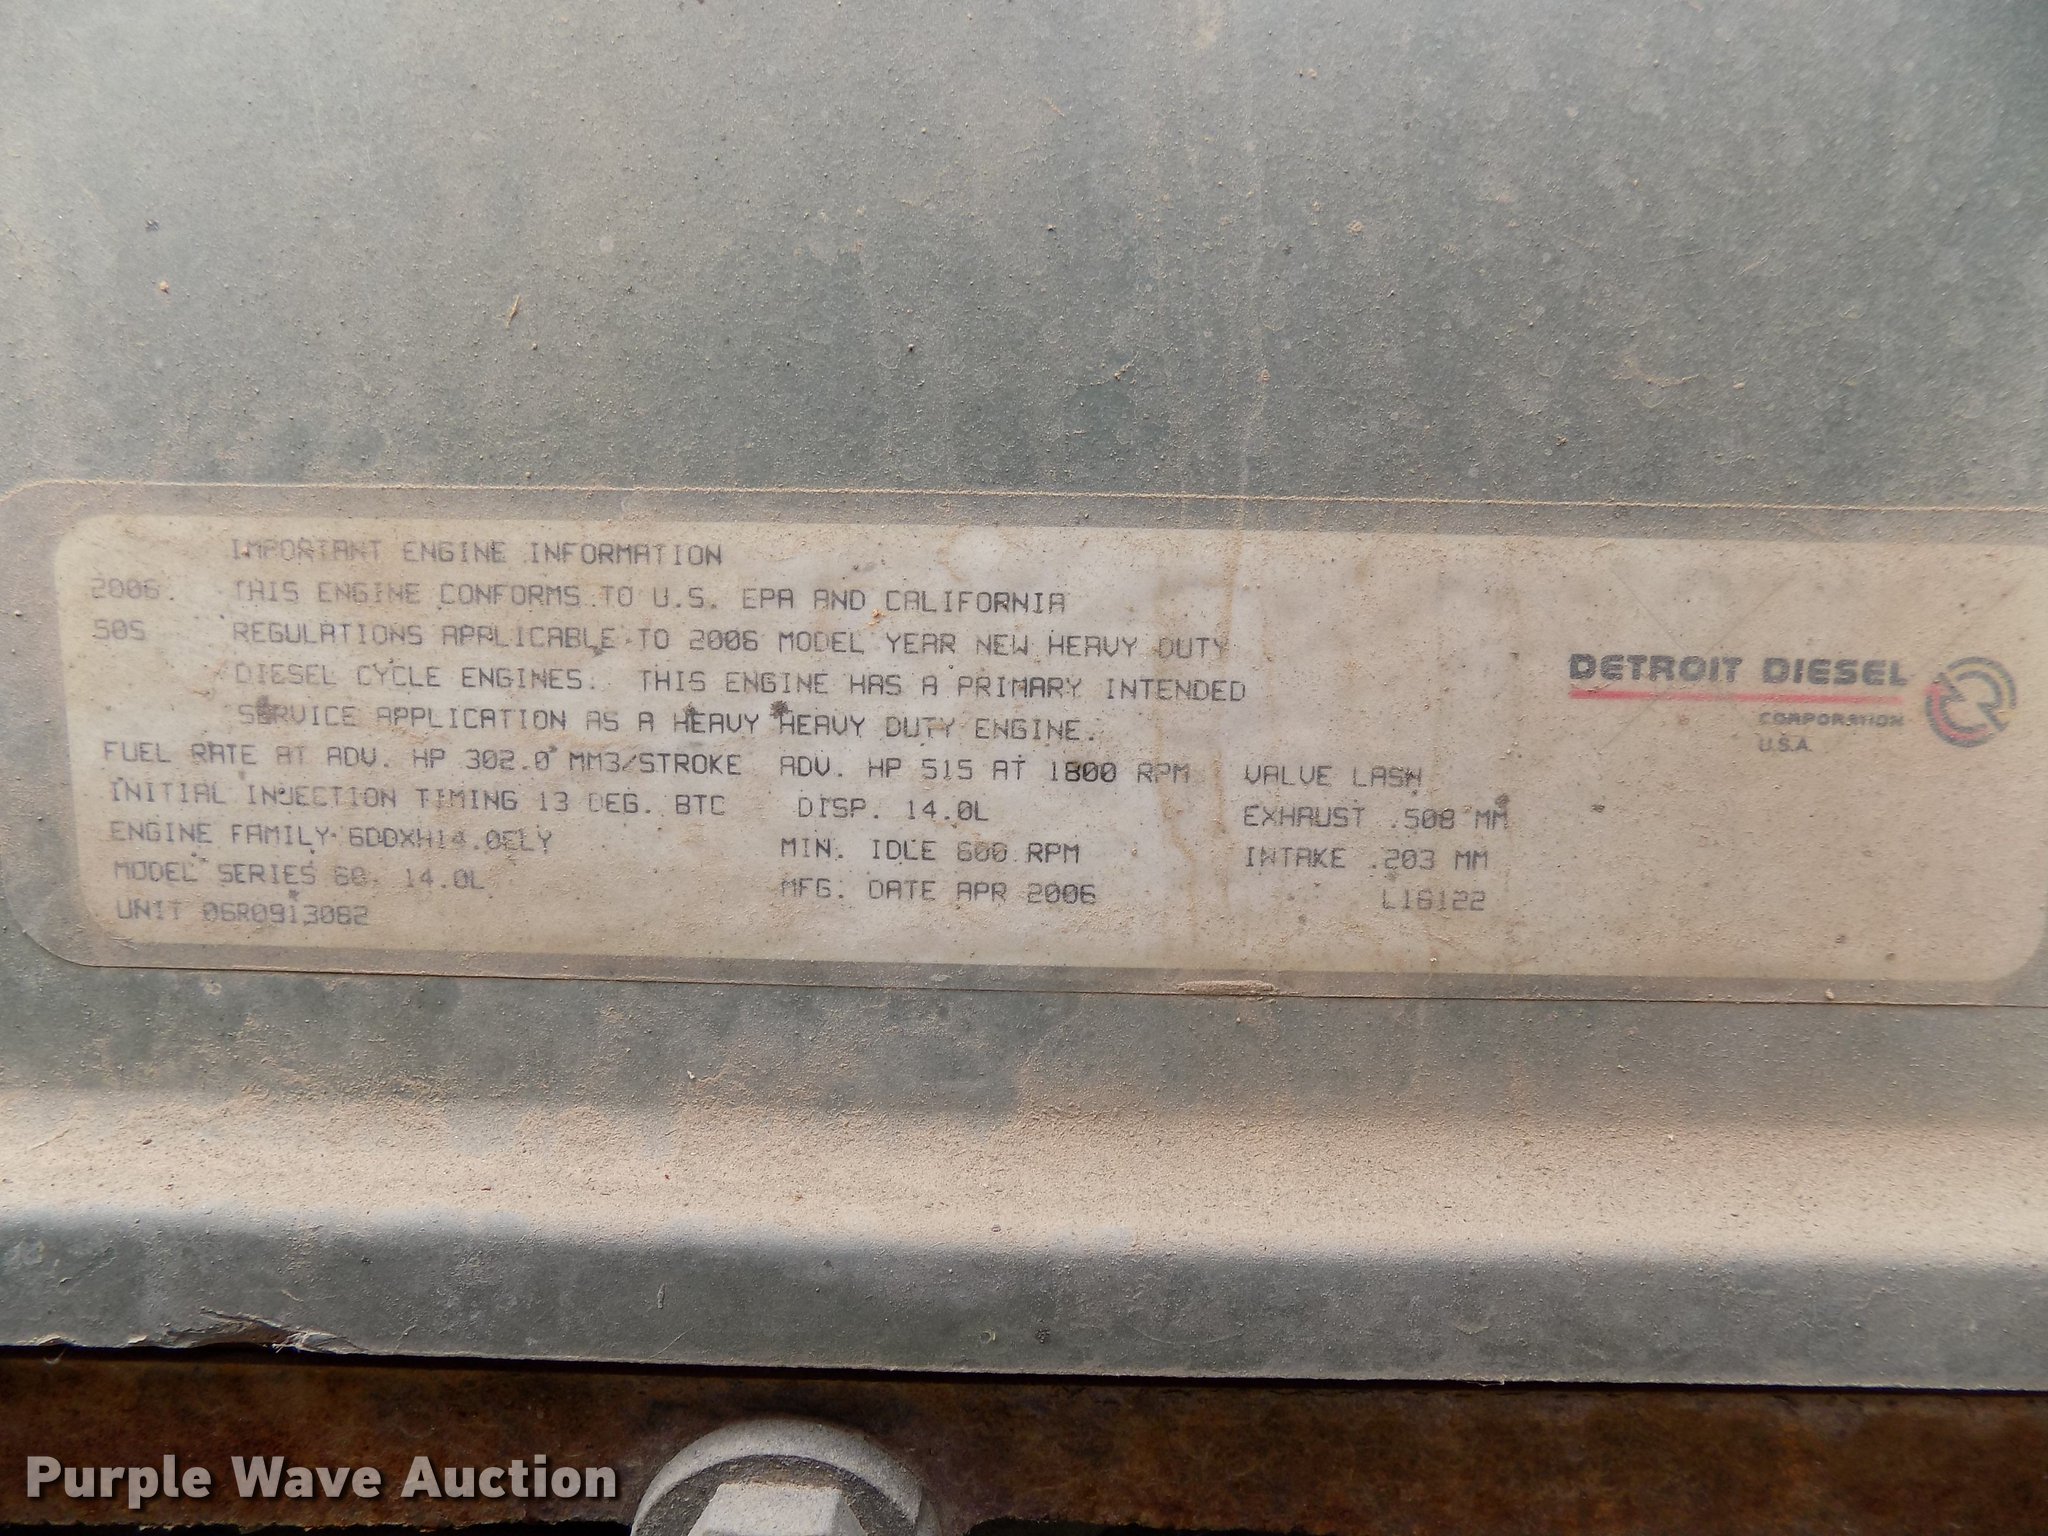 IMPORTANT ENGINE INFORMATION
2006. THIS ENGINE CONFORMS TO U.S. EPA AND CALIFORNIA
505 REGULATIONS APPLICABLE TO 2006 MODEL YEAR NEW HEAVY DUTY
DIESEL CYCLE ENGINES. THIS ENGINE HAS A PRIMARY INTENDED
SERVICE APPLICATION AS A HEAVY HEAVY DUTY ENGINE.
FUEL RATE AT ADV. HP 302.0 MM3/STROKE ADV. HP 515 AT 1800 RPM VALVE LASH
INITIAL INJECTION TIMING 13 DEG. BTC DISP. 14.0L EXHAUST .508 MM
ENGINE FAMILY 6DDXH14.0ELY MIN. IDLE 600 RPM INTAKE .203 MM
MODEL SERIES 60 14.0L MFG. DATE APR 2006 L16122
UNIT 06R0913082
DETROIT DIESEL
CORPORATION
U.S.A.
Purple Wave Auction